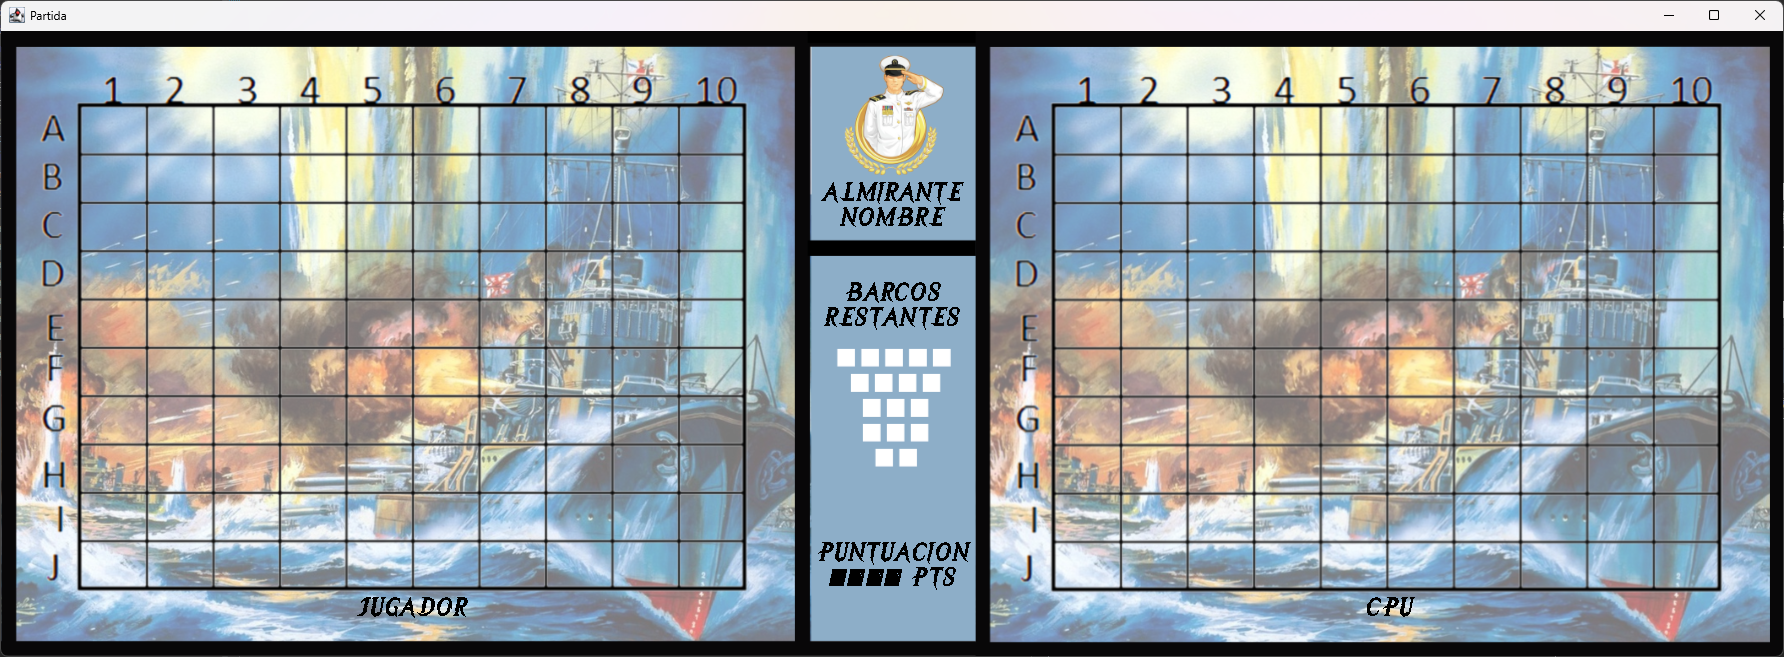 Partida
1 2 3 4 5 6 7 8 9 10
A
B
C
D
E
F
G
H
I
J
JUGADOR
ALMIRANTE
NOMBRE
BARCOS
RESTANTES
PUNTUACION
■■■■ PTS
1 2 3 4 5 6 7 8 9 10
A
B
C
D
E
F
G
H
I
J
CPU